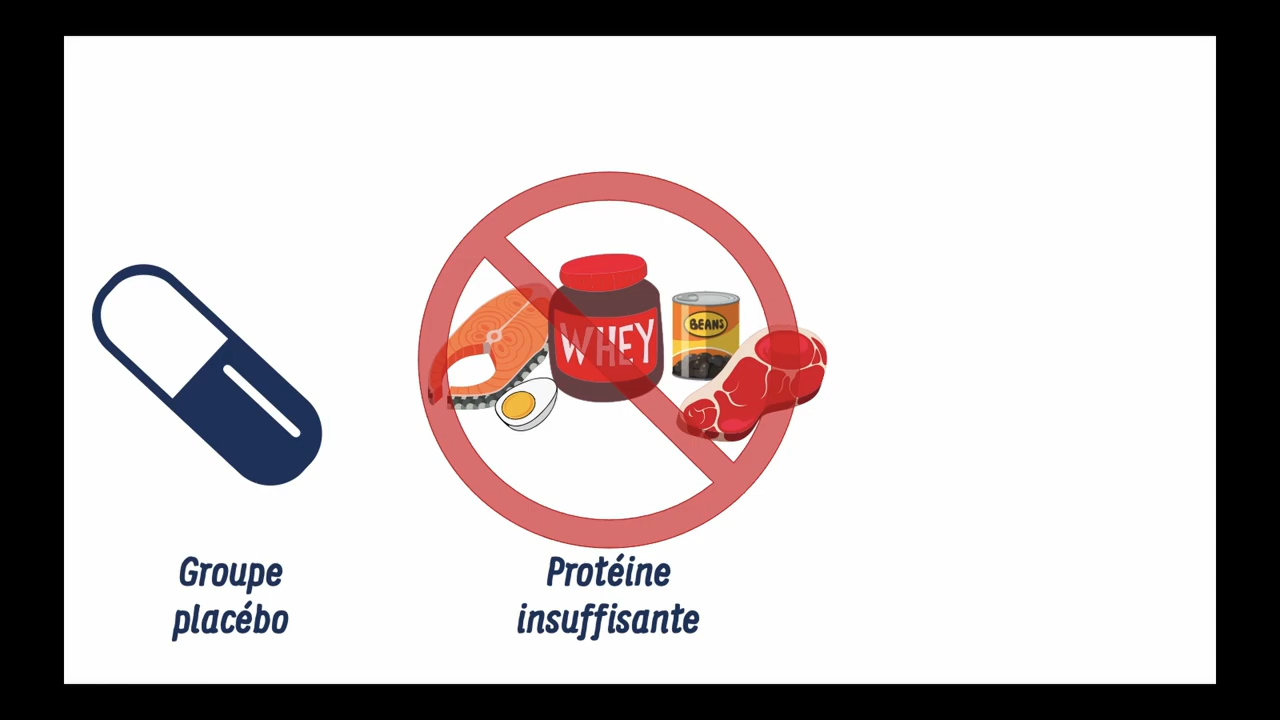 WHEY
BEANS
Groupe
placébo
Protéine
insuffisante